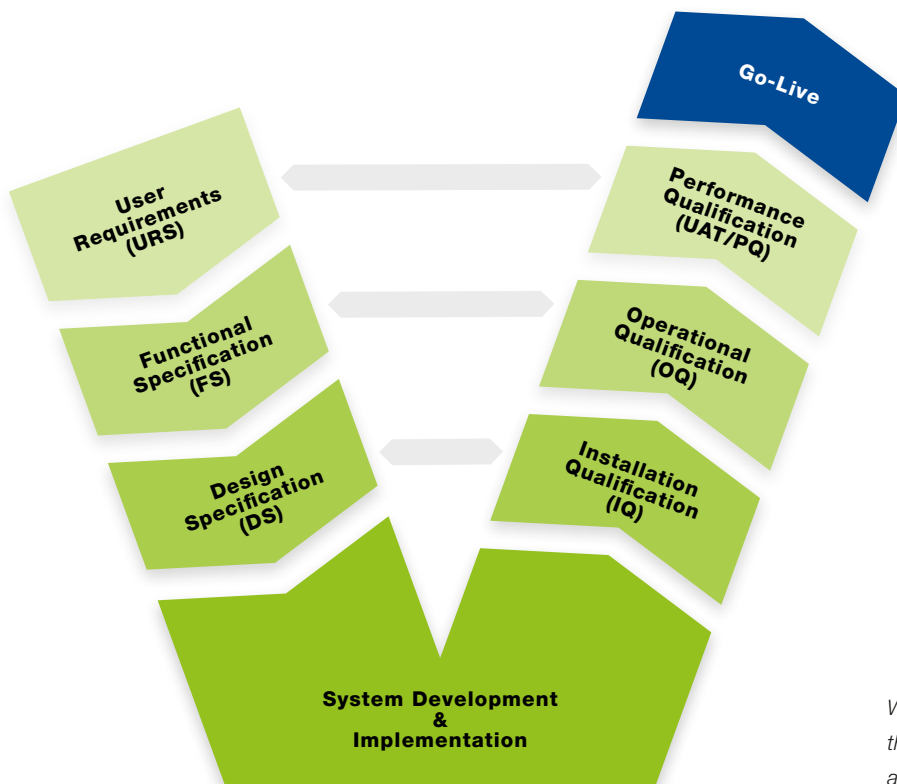 Go-Live
User
Requirements
(URS)
Performance
Qualification
(UAT/PQ)
Functional
Specification
(FS)
Operational
Qualification
(OQ)
Design
Specification
(DS)
Installation
Qualification
(IQ)
System Development
&
Implementation